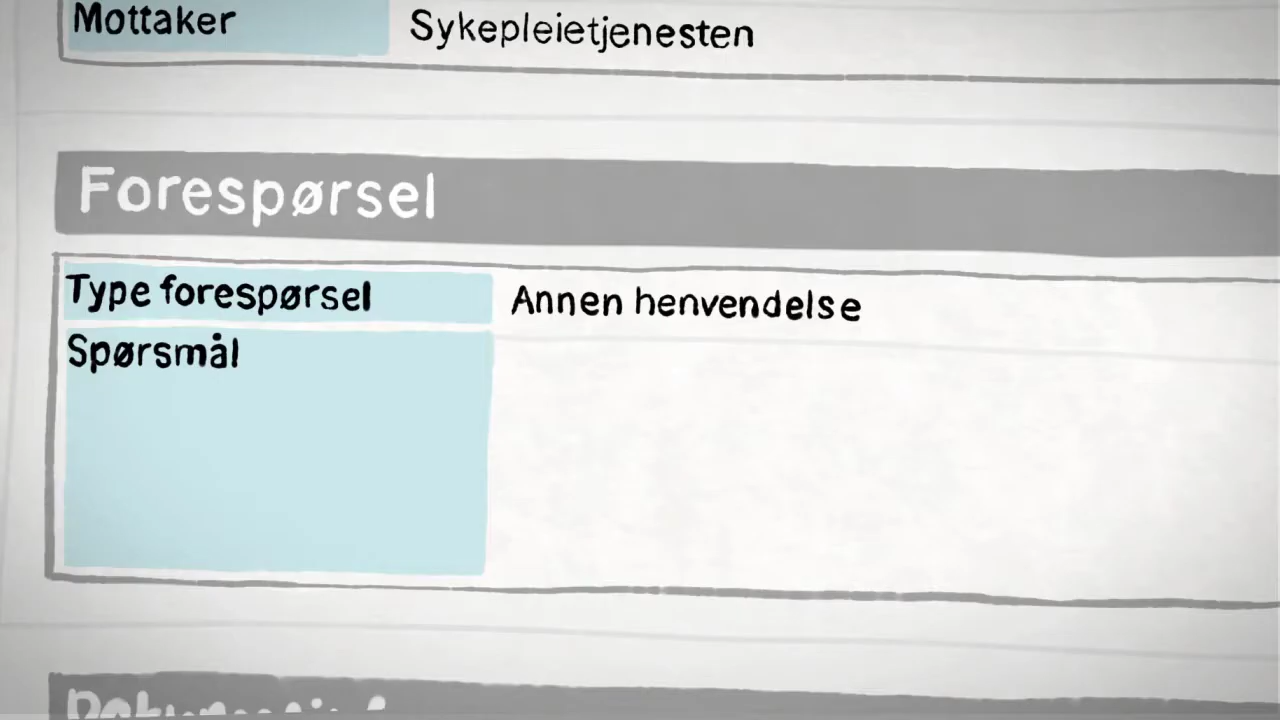 Mottaker Sykepleietjenesten
Forespørsel
Type forespørsel Annen henvendelse
Spørsmål